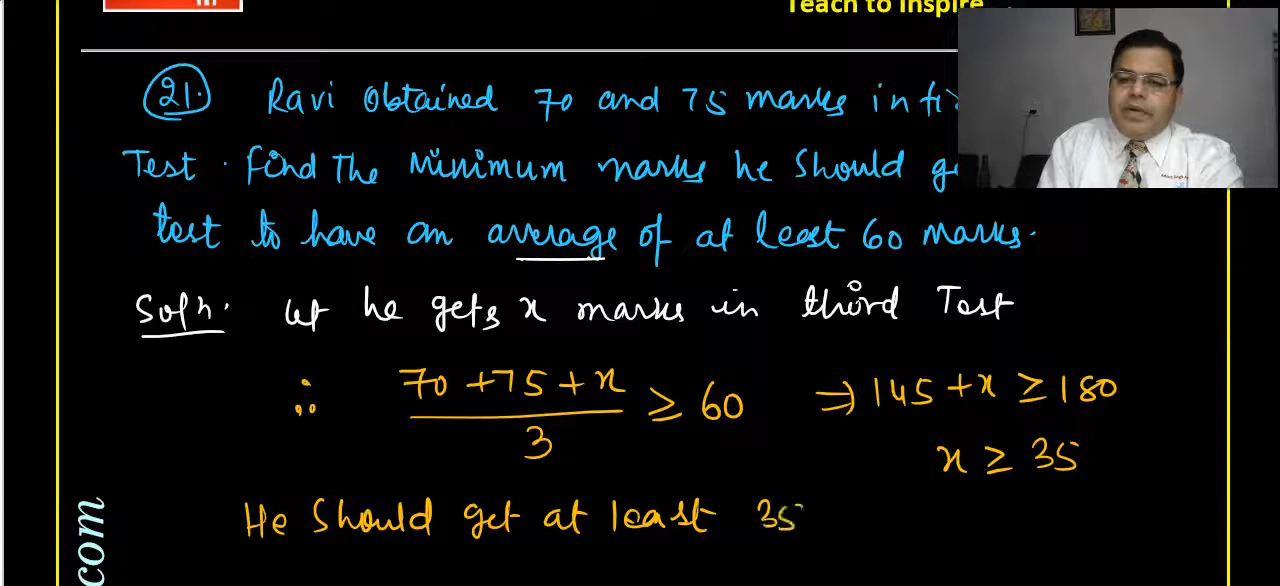 Teach to Inspire
21. Ravi Obtained 70 and 75 marks in
Test. Find The Minimum marks he Should
test to have an average of at least 60 Marks.
Soln. let he gets x marks in third Test
∴ 70 + 75 + x / 3 ≥ 60 ⇒ 145 + x ≥ 180
x ≥ 35
He Should get at least 35
com